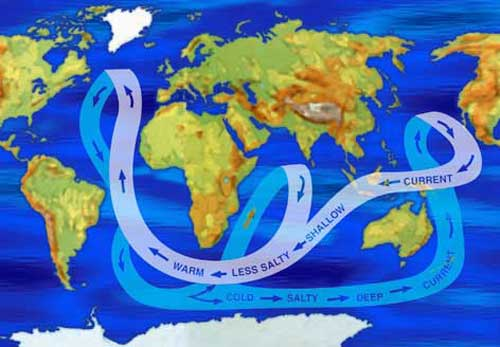 WARM LESS SALTY SHALLOW CURRENT
COLD SALTY DEEP CURRENT